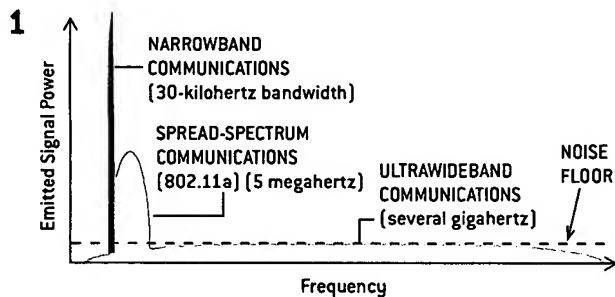 1
NARROWBAND
COMMUNICATIONS
(30-kilohertz bandwidth)
SPREAD-SPECTRUM
COMMUNICATIONS
(802.11a) (5 megahertz)
ULTRAWIDEBAND
COMMUNICATIONS
(several gigahertz)
NOISE
FLOOR
Emitted Signal Power
Frequency